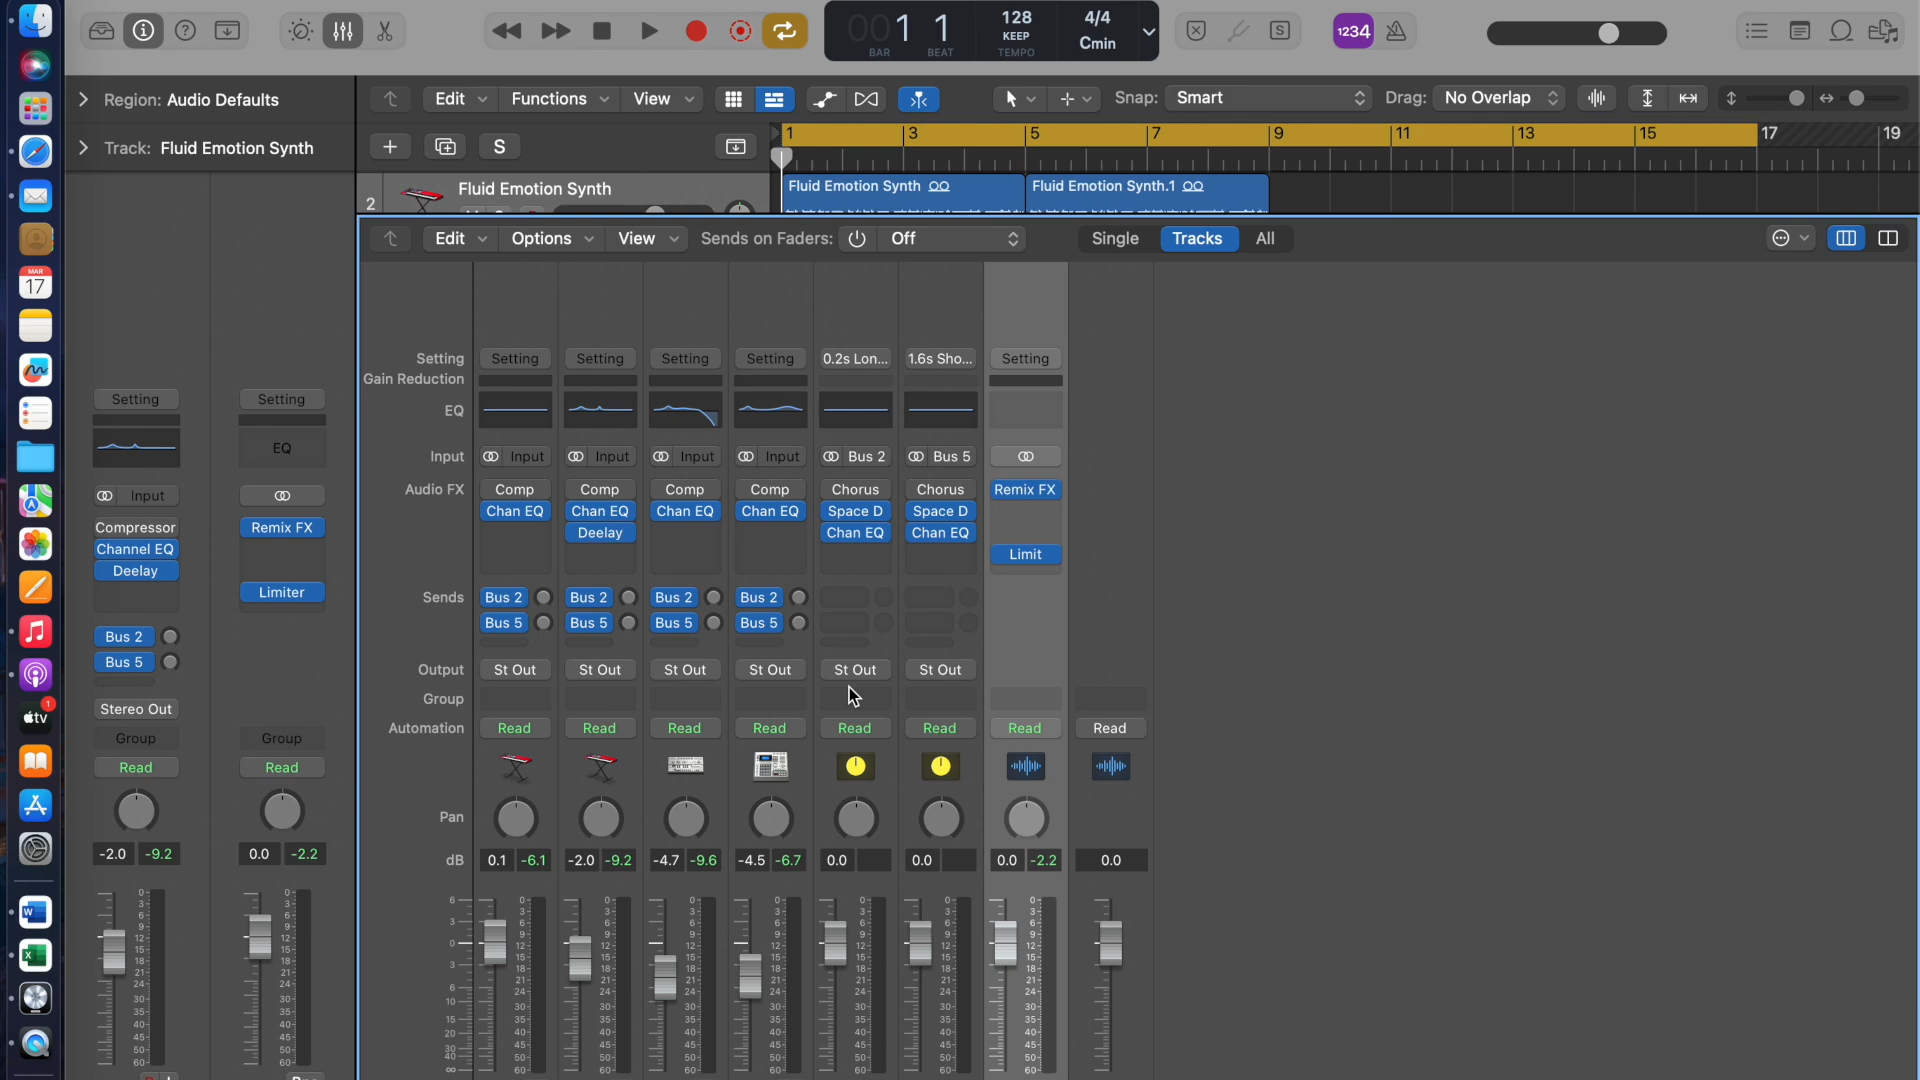 MAR
17
tv
1
W
X
1 1
BAR
BEAT
128
KEEP
TEMPO
4/4
Cmin
S
1234
Region: Audio Defaults
Edit
Functions
View
Snap: Smart
Drag: No Overlap
Track: Fluid Emotion Synth
S
1
3
5
7
9
11
13
15
17
19
2
Fluid Emotion Synth
Fluid Emotion Synth
Fluid Emotion Synth.1
Edit
Options
View
Sends on Faders:
Off
Single
Tracks
All
Setting
Setting Setting Setting Setting 0.2s Lon... 1.6s Sho... Setting
Gain Reduction
EQ
Input
Input Input Input Input Bus 2 Bus 5
Audio FX
Comp Comp Comp Comp Chorus Chorus Remix FX
Chan EQ Chan EQ Chan EQ Chan EQ Space D Space D
Deelay Chan EQ Chan EQ
Limit
Sends
Bus 2 Bus 2 Bus 2 Bus 2
Bus 5 Bus 5 Bus 5 Bus 5
Output
St Out St Out St Out St Out St Out St Out
Group
Automation
Read Read Read Read Read Read Read Read
Pan
dB
0.1 -6.1 -2.0 -9.2 -4.7 -9.6 -4.5 -6.7 0.0 0.0 0.0 -2.2 0.0
Setting Setting
EQ
Input
Compressor Remix FX
Channel EQ
Deelay
Limiter
Bus 2
Bus 5
Stereo Out
Group Group
Read Read
-2.0 -9.2 0.0 -2.2